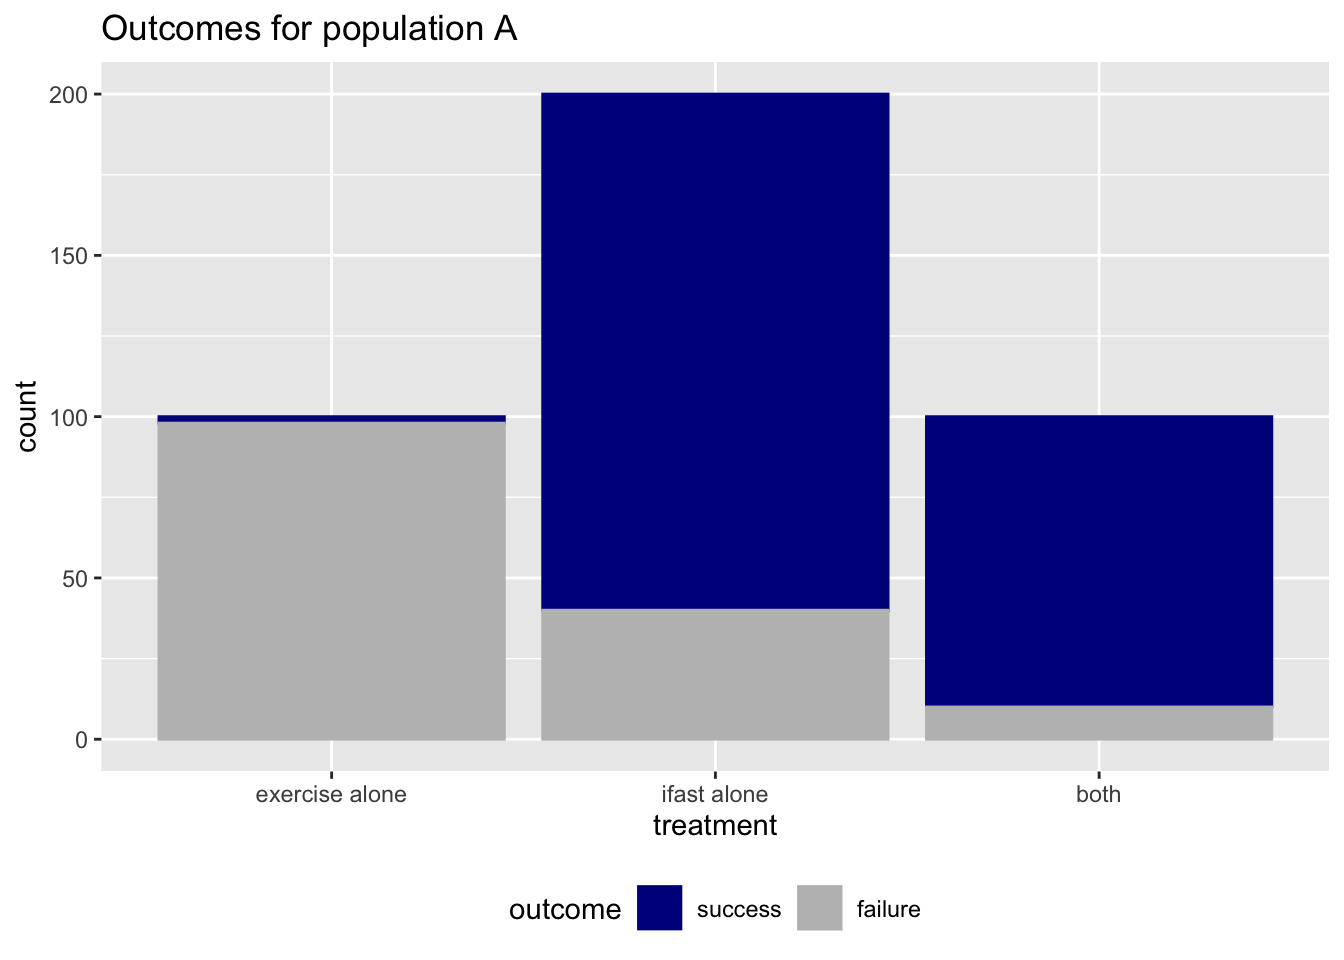 Outcomes for population A
200
150
100
50
0
count
exercise alone
ifast alone
both
treatment
outcome
success
failure